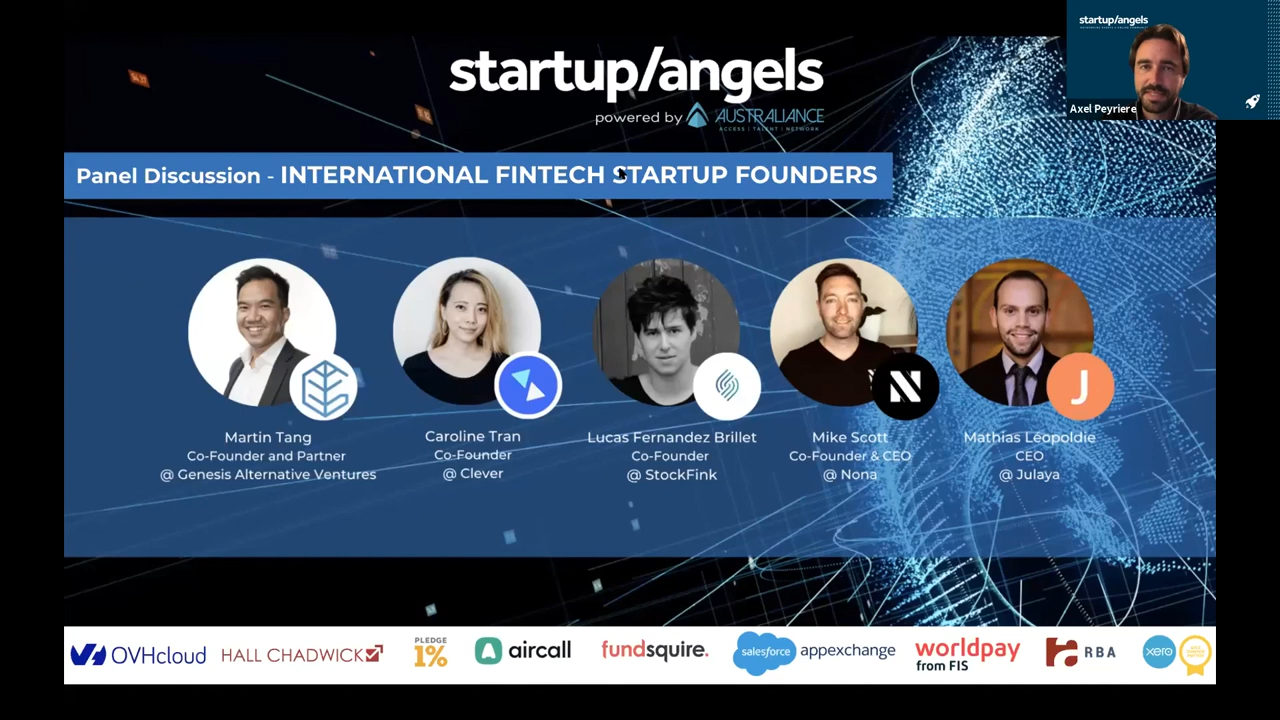 startup/angels
Axel Peyriere
startup/angels
powered by AUSTRALIANCE
ACCESS | TALENT | NETWORK
Panel Discussion - INTERNATIONAL FINTECH STARTUP FOUNDERS
J
Martin Tang
Co-Founder and Partner
@ Genesis Alternative Ventures
Caroline Tran
Co-Founder
@ Clever
Lucas Fernandez Brillet
Co-Founder
@ StockFink
Mike Scott
Co-Founder & CEO
@ Nona
Mathias Léopoldie
CEO
@ Julaya
OVHcloud
HALL CHADWICK
PLEDGE
1%
aircall
fundsquire.
salesforce appexchange
worldpay
from FIS
RBA
xero